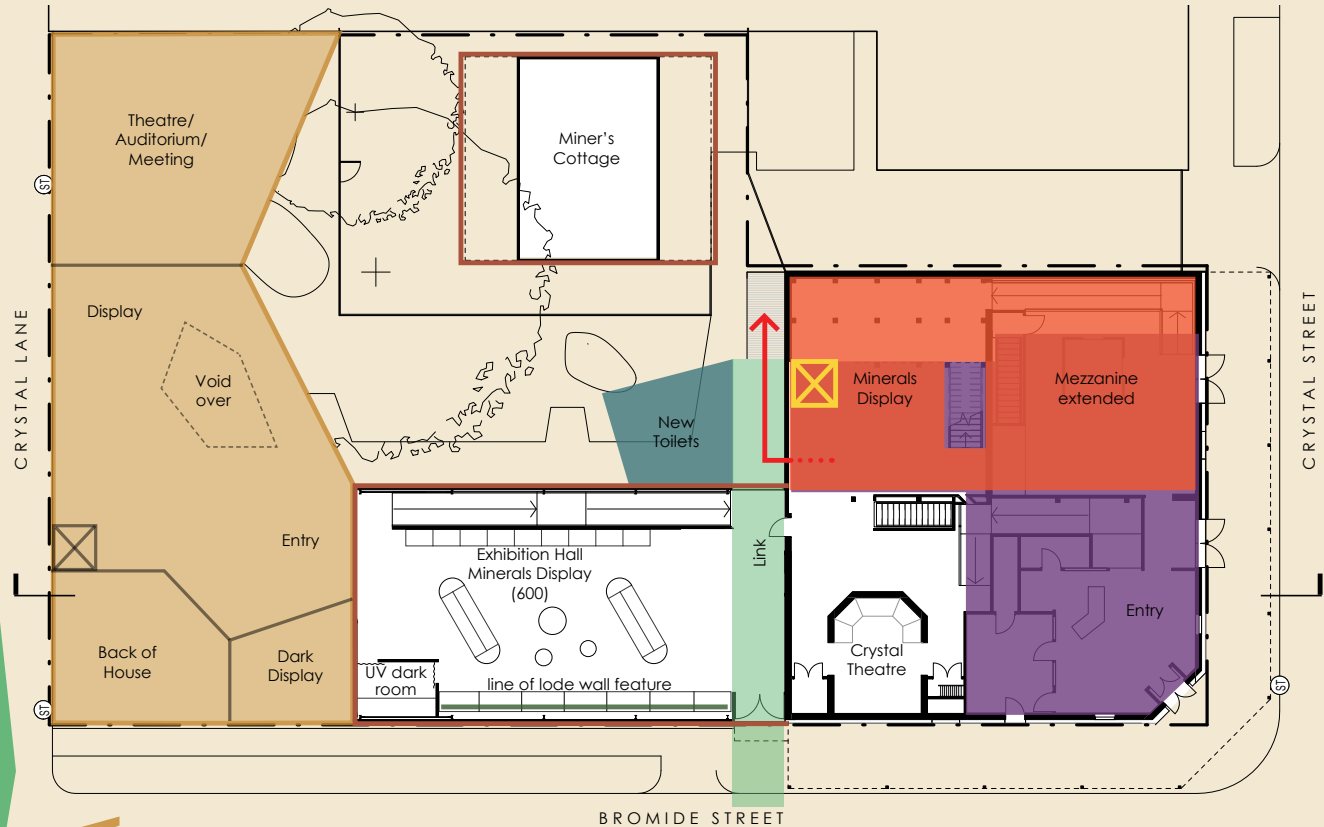 Theatre/
Auditorium/
Meeting
Miner's
Cottage
ST
CRYSTAL LANE
Display
Void
over
Minerals
Display
Mezzanine
extended
CRYSTAL STREET
New
Toilets
Entry
Exhibition Hall
Minerals Display
(600)
Link
Back of
House
Dark
Display
UV dark
room
line of lode wall feature
Crystal
Theatre
Entry
ST
ST
BROMIDE STREET